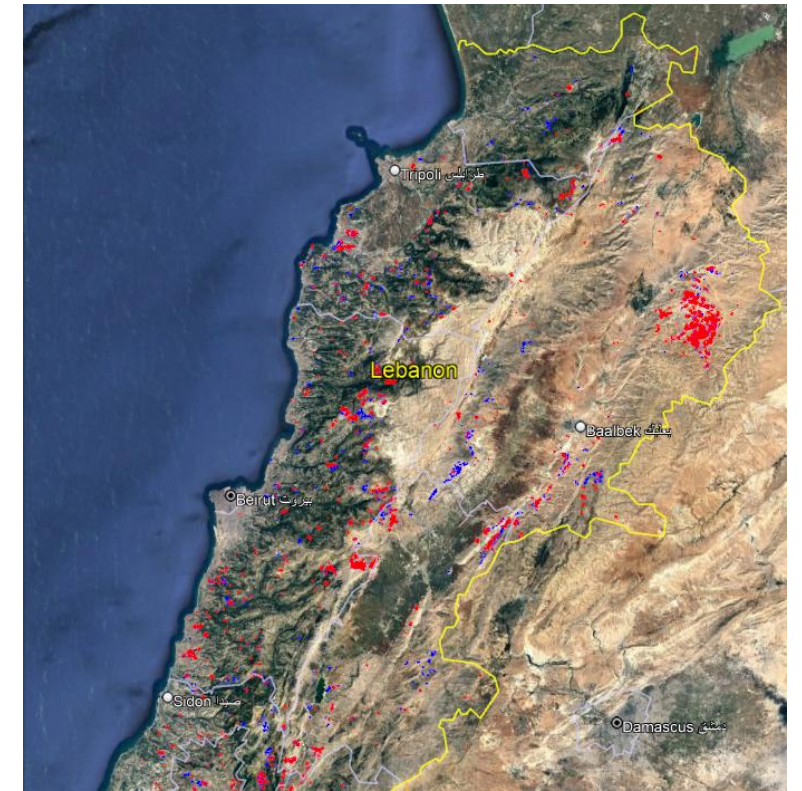 Tripoli طرابلس
Lebanon
Baalbek بعلبك
Beirut بيروت
Sidon صيدا
Damascus دمشق